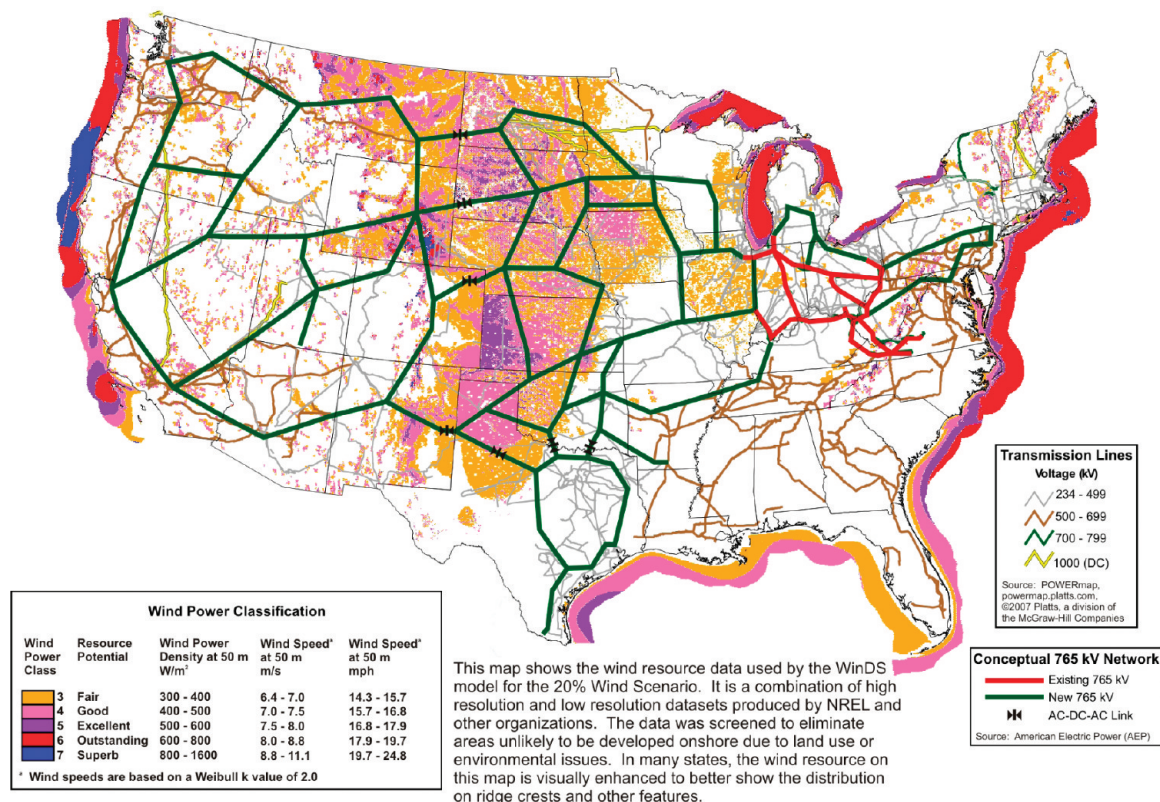 Transmission Lines
Voltage (kV)
234 - 499
500 - 699
700 - 799
1000 (DC)
Source: POWERmap,
powermap.platts.com,
©2007 Platts, a division of
the McGraw-Hill Companies
Conceptual 765 kV Network
Existing 765 kV
New 765 kV
AC-DC-AC Link
Source: American Electric Power (AEP)
Wind Power Classification
Wind Power Class Resource Potential Wind Power Density at 50 m W/m² Wind Speedª at 50 m m/s Wind Speedª at 50 m mph
3 Fair 300 - 400 6.4 - 7.0 14.3 - 15.7
4 Good 400 - 500 7.0 - 7.5 15.7 - 16.8
5 Excellent 500 - 600 7.5 - 8.0 16.8 - 17.9
6 Outstanding 600 - 800 8.0 - 8.8 17.9 - 19.7
7 Superb 800 - 1600 8.8 - 11.1 19.7 - 24.8
ª Wind speeds are based on a Weibull k value of 2.0
This map shows the wind resource data used by the WinDS
model for the 20% Wind Scenario. It is a combination of high
resolution and low resolution datasets produced by NREL and
other organizations. The data was screened to eliminate
areas unlikely to be developed onshore due to land use or
environmental issues. In many states, the wind resource on
this map is visually enhanced to better show the distribution
on ridge crests and other features.